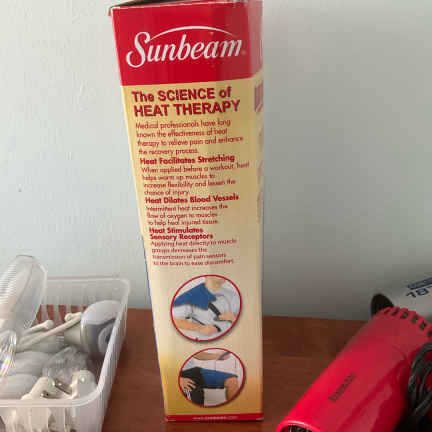 Sunbeam®
The SCIENCE of
HEAT THERAPY
Medical professionals have long
known the effectiveness of heat
therapy to relieve pain and enhance
the recovery process.
Heat Facilitates Stretching
When applied before a workout, heat
helps warm up muscles to
increase flexibility and lessen the
chance of injury.
Heat Dilates Blood Vessels
Intermittent heat increases the
flow of oxygen to muscles
to help heal injured tissue.
Heat Stimulates
Sensory Receptors
Applying heat directly to muscle
groups decreases the
transmission of pain sensors
to the brain to ease discomfort.
18